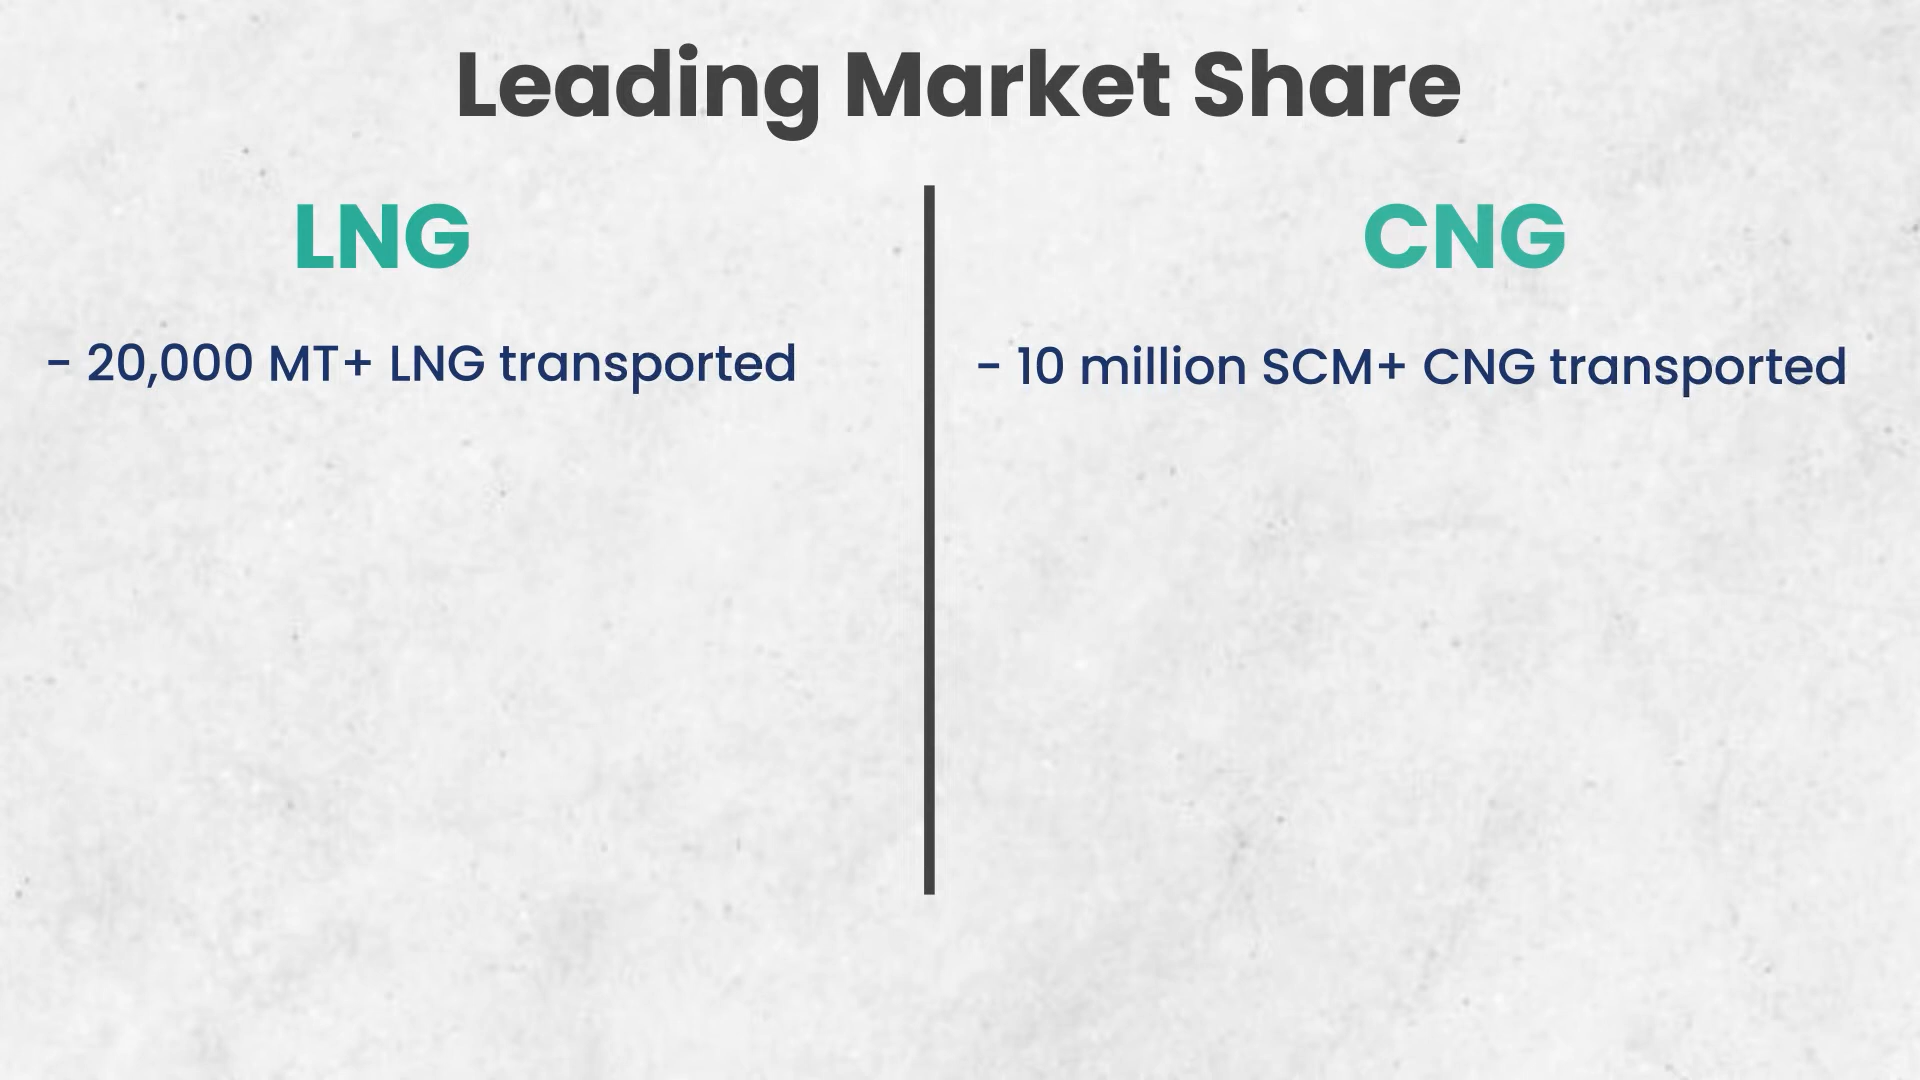 Leading Market Share
LNG
- 20,000 MT+ LNG transported
CNG
- 10 million SCM+ CNG transported